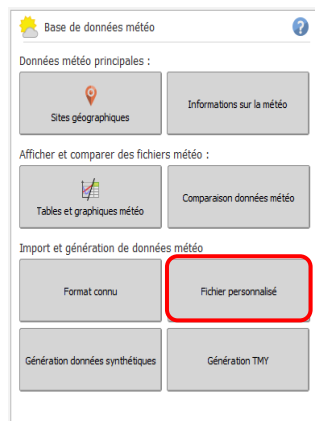 Base de données météo
?
Données météo principales :
Sites géographiques
Informations sur la météo
Afficher et comparer des fichiers météo :
Tables et graphiques météo
Comparaison données météo
Import et génération de données météo
Format connu
Fichier personnalisé
Génération données synthétiques
Génération TMY